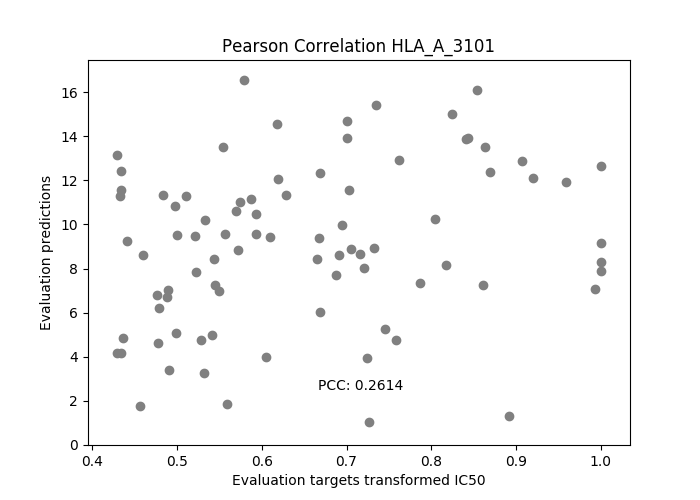 Pearson Correlation HLA_A_3101
16
14
12
10
8
6
4
2
0
Evaluation predictions
PCC: 0.2614
0.4 0.5 0.6 0.7 0.8 0.9 1.0
Evaluation targets transformed IC50